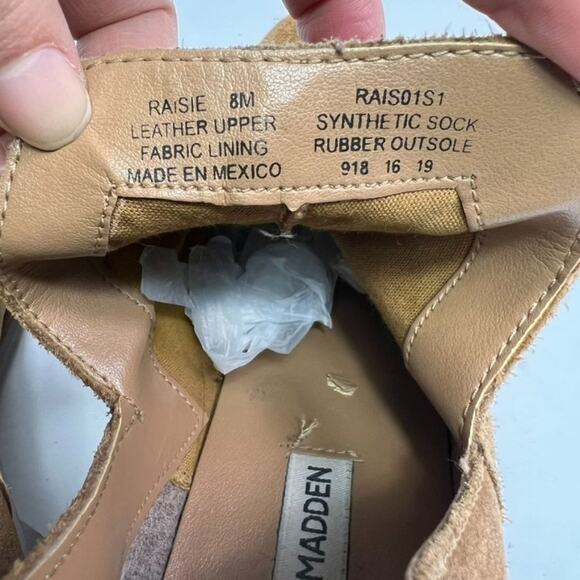 RAISIE 8M
LEATHER UPPER
FABRIC LINING
MADE EN MEXICO
RAIS01S1
SYNTHETIC SOCK
RUBBER OUTSOLE
918 16 19
MADDEN